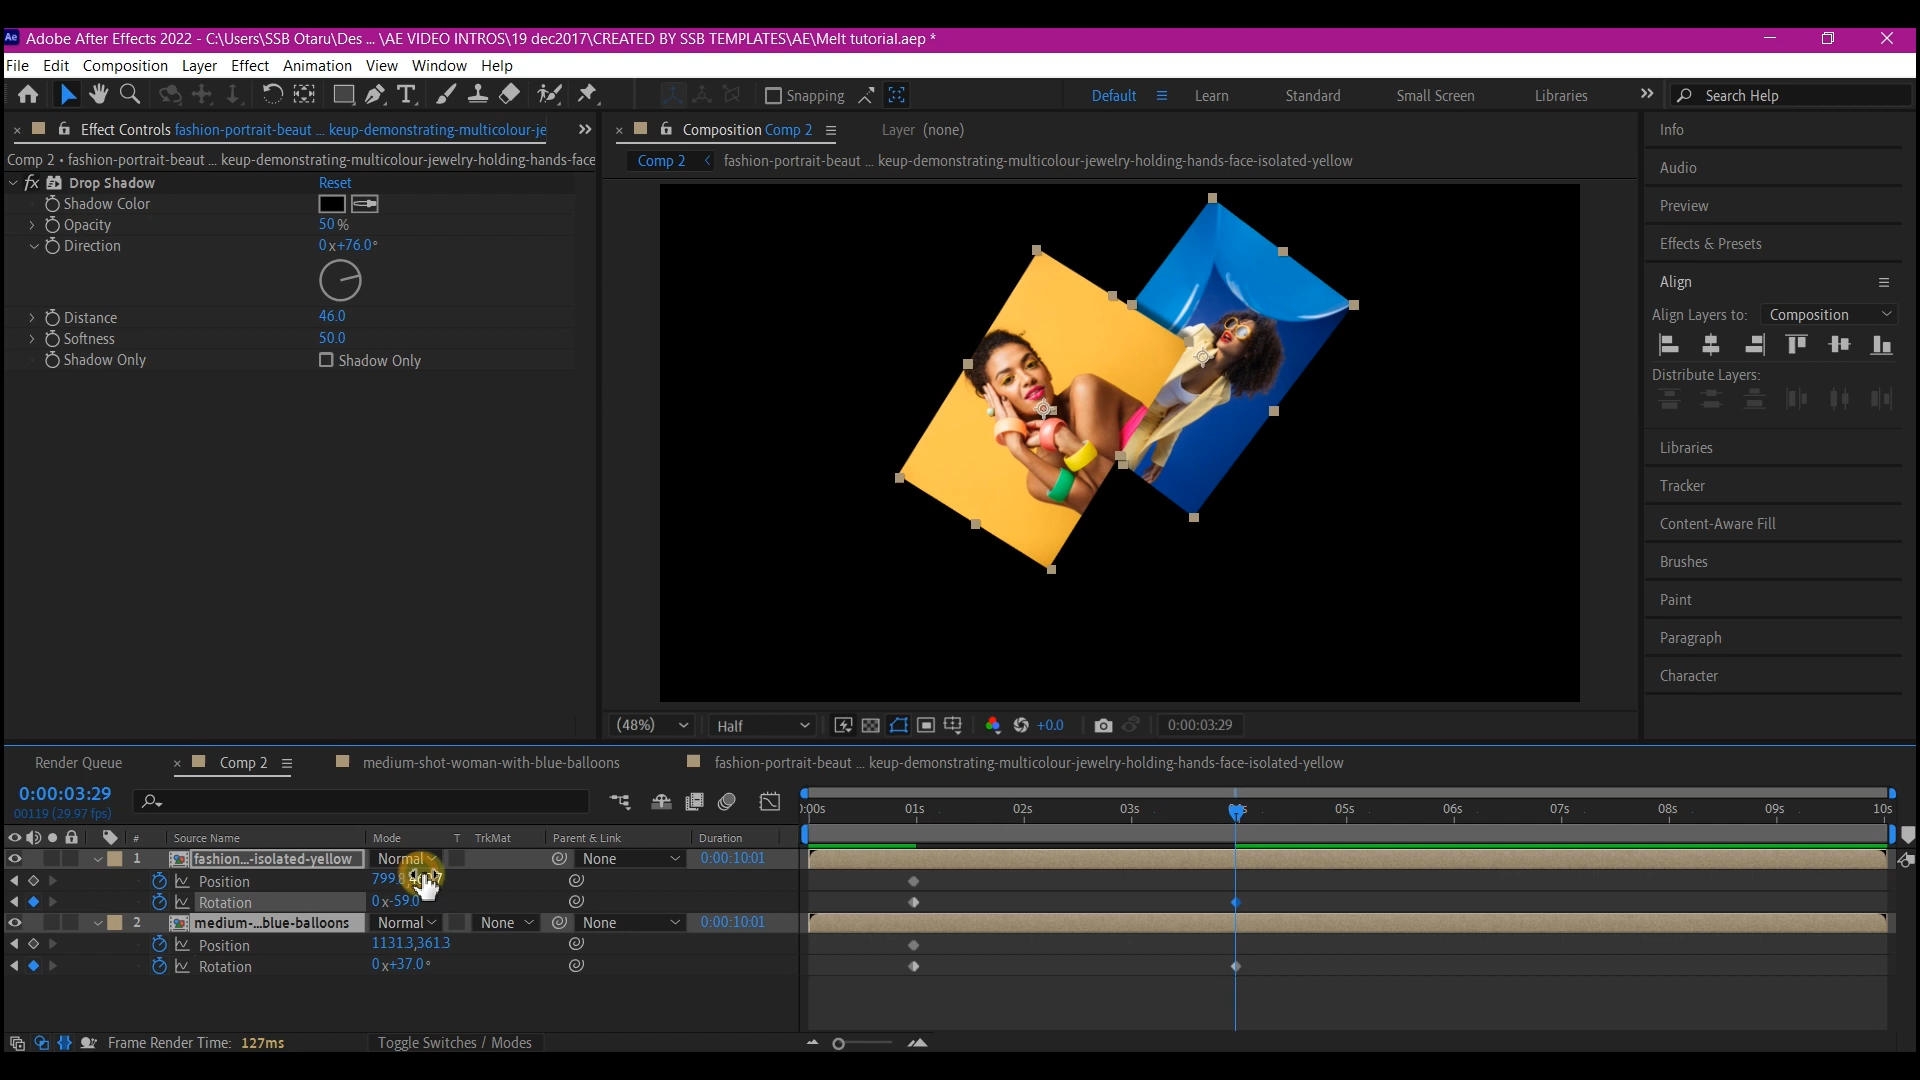 Ae Adobe After Effects 2022 - C:\Users\SSB Otaru\Des ... \AE VIDEO INTROS\19 dec2017\CREATED BY SSB TEMPLATES\AE\Melt tutorial.aep *
File Edit Composition Layer Effect Animation View Window Help
Snapping Default Learn Standard Small Screen Libraries Search Help
Effect Controls fashion-portrait-beaut ... keup-demonstrating-multicolour-je
Composition Comp 2 Layer (none)
Comp 2 • fashion-portrait-beaut ... keup-demonstrating-multicolour-jewelry-holding-hands-face
Comp 2 fashion-portrait-beaut ... keup-demonstrating-multicolour-jewelry-holding-hands-face-isolated-yellow
fx Drop Shadow Reset
Shadow Color
Opacity 50 %
Direction 0x+76.0°
Distance 46.0
Softness 50.0
Shadow Only Shadow Only
Info
Audio
Preview
Effects & Presets
Align
Align Layers to: Composition
Distribute Layers:
Libraries
Tracker
Content-Aware Fill
Brushes
Paint
Paragraph
Character
(48%) Half +0.0 0:00:03:29
Render Queue Comp 2 medium-shot-woman-with-blue-balloons fashion-portrait-beaut ... keup-demonstrating-multicolour-jewelry-holding-hands-face-isolated-yellow
0:00:03:29
00119 (29.97 fps)
):00s 01s 02s 03s 05s 06s 07s 08s 09s 10s
# Source Name Mode T TrkMat Parent & Link Duration
1 fashion...-isolated-yellow Normal None 0:00:10:01
Position
Rotation 0x-59.0
2 medium-...blue-balloons Normal None None 0:00:10:01
Position 1131.3,361.3
Rotation 0x+37.0°
Frame Render Time: 127ms Toggle Switches / Modes